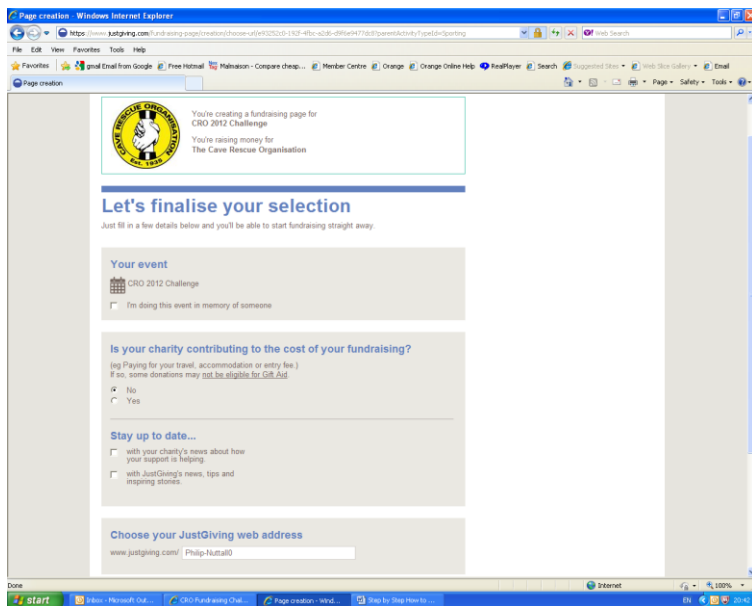 Page creation - Windows Internet Explorer
https://www.justgiving.com/fundraising-page/creation/choose-url/
Web Search
File Edit View Favorites Tools Help
Favorites gmail Email from Google Free Hotmail Malmaison - Compare cheap... Member Centre Orange Orange Online Help RealPlayer Search Suggested Sites Web Slice Gallery Email
Page creation Page Safety Tools
CAVE RESCUE ORGANISATION
Est. 1935
You're creating a fundraising page for
CRO 2012 Challenge
You're raising money for
The Cave Rescue Organisation
Let's finalise your selection
Just fill in a few details below and you'll be able to start fundraising straight away.
Your event
CRO 2012 Challenge
I'm doing this event in memory of someone
Is your charity contributing to the cost of your fundraising?
(eg Paying for your travel, accommodation or entry fee.)
If so, some donations may not be eligible for Gift Aid.
No
Yes
Stay up to date...
with your charity's news about how
your support is helping.
with JustGiving's news, tips and
inspiring stories.
Choose your JustGiving web address
www.justgiving.com/ Philip-Nuttall0
Done Internet 100%
start Inbox - Microsoft Out... CRO Fundraising Chal... Page creation - Wind... Step by Step How to ... EN 20:42